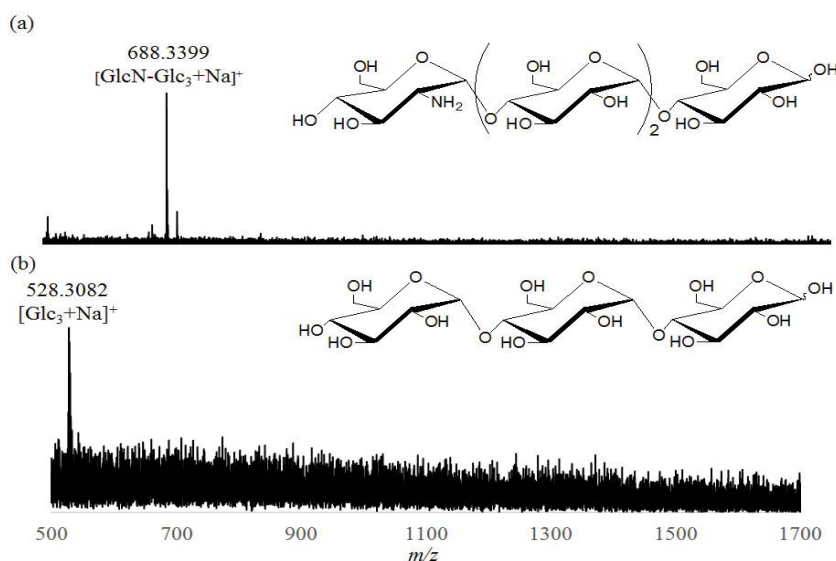 (a)
688.3399
[GlcN-Glc₃+Na]⁺
OH O OH O OH O OH
HO HO NH₂ O HO OH 2 O HO OH
(b)
528.3082
[Glc₃+Na]⁺
OH O OH O OH O OH
HO HO OH O HO OH O HO OH
500 700 900 1100 1300 1500 1700
m/z